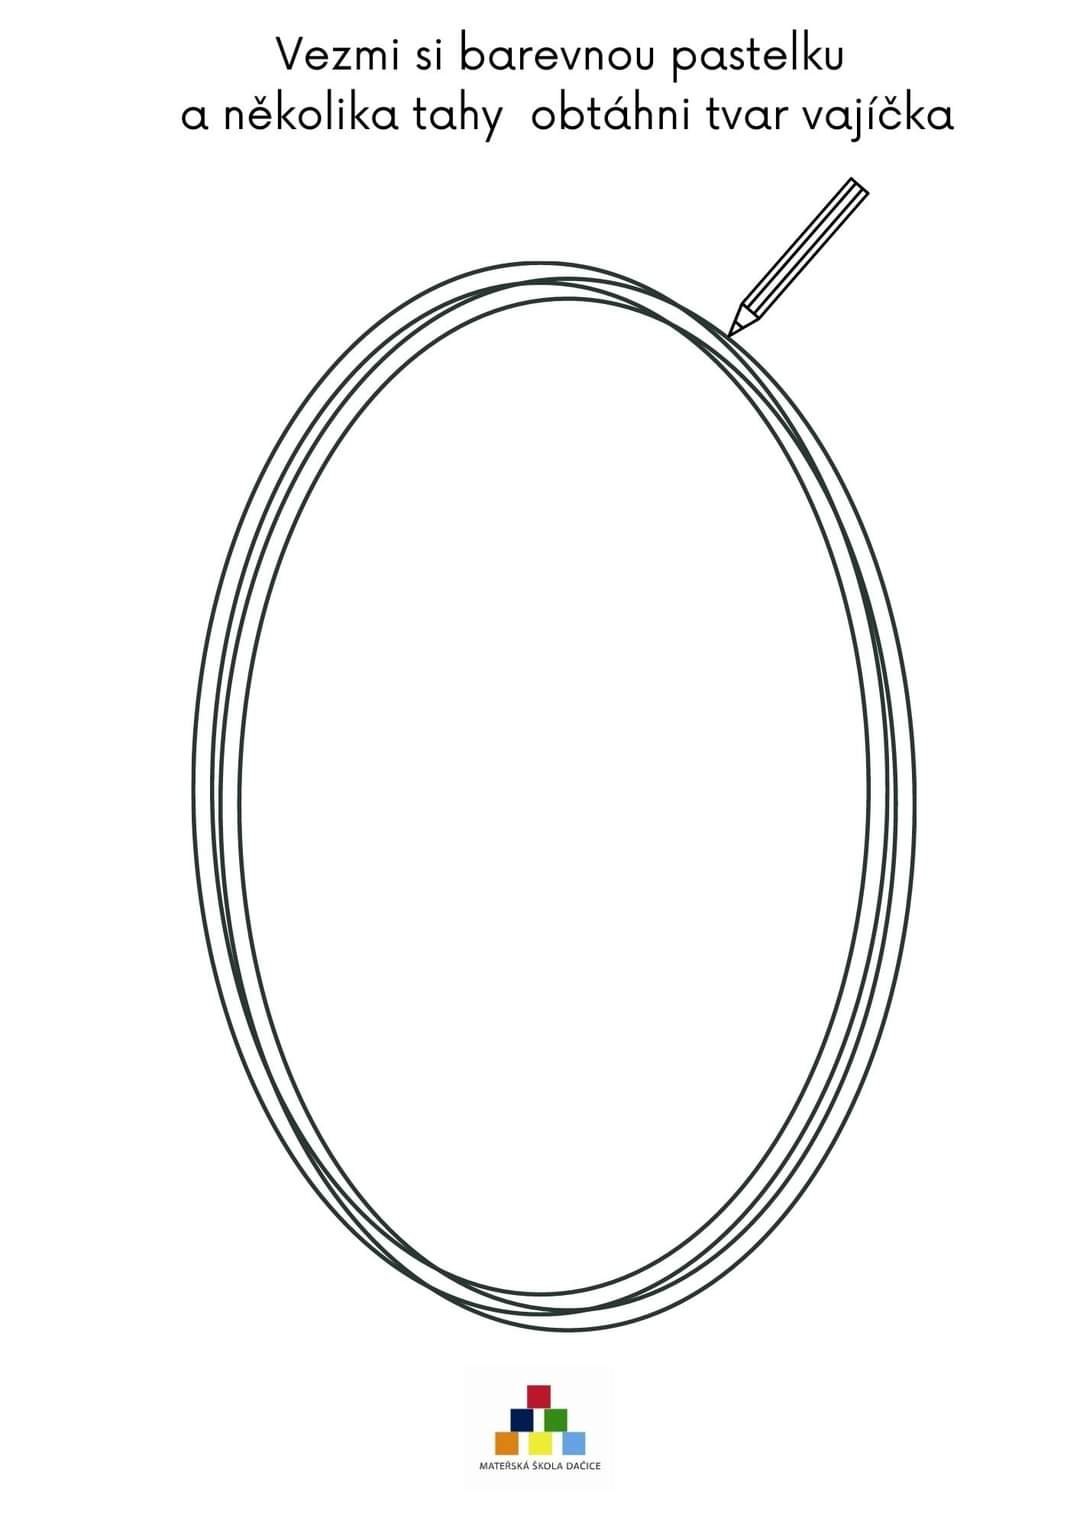 Vezmi si barevnou pastelku
a několika tahy obtáhni tvar vajíčka
MATEŘSKÁ ŠKOLA DAČICE